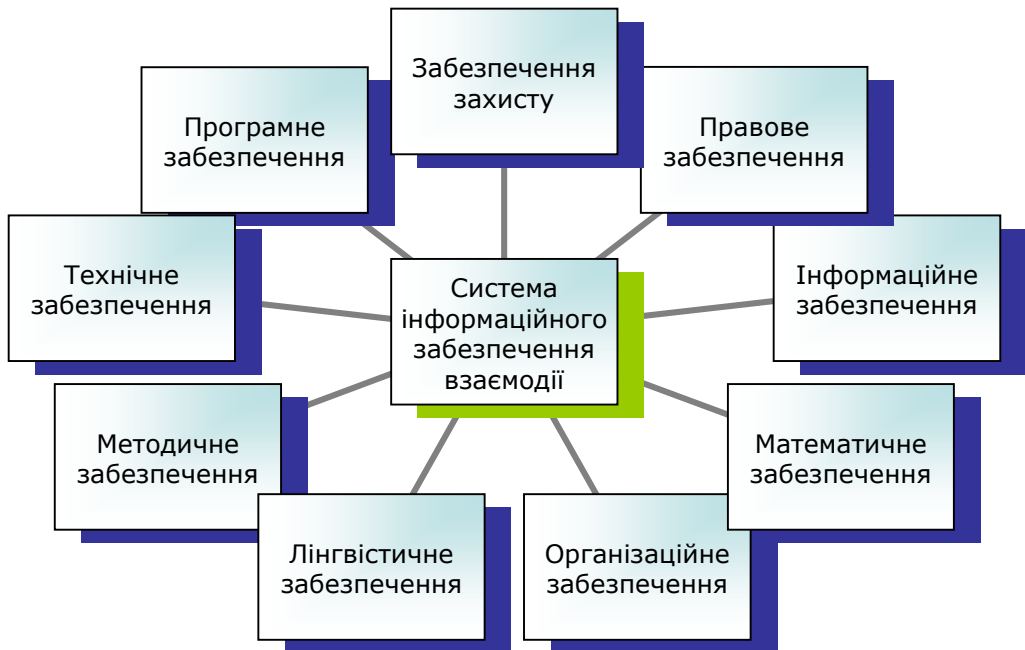 Забезпечення
захисту
Програмне
забезпечення
Правове
забезпечення
Технічне
забезпечення
Система
інформаційного
забезпечення
взаємодії
Інформаційне
забезпечення
Методичне
забезпечення
Математичне
забезпечення
Лінгвістичне
забезпечення
Організаційне
забезпечення